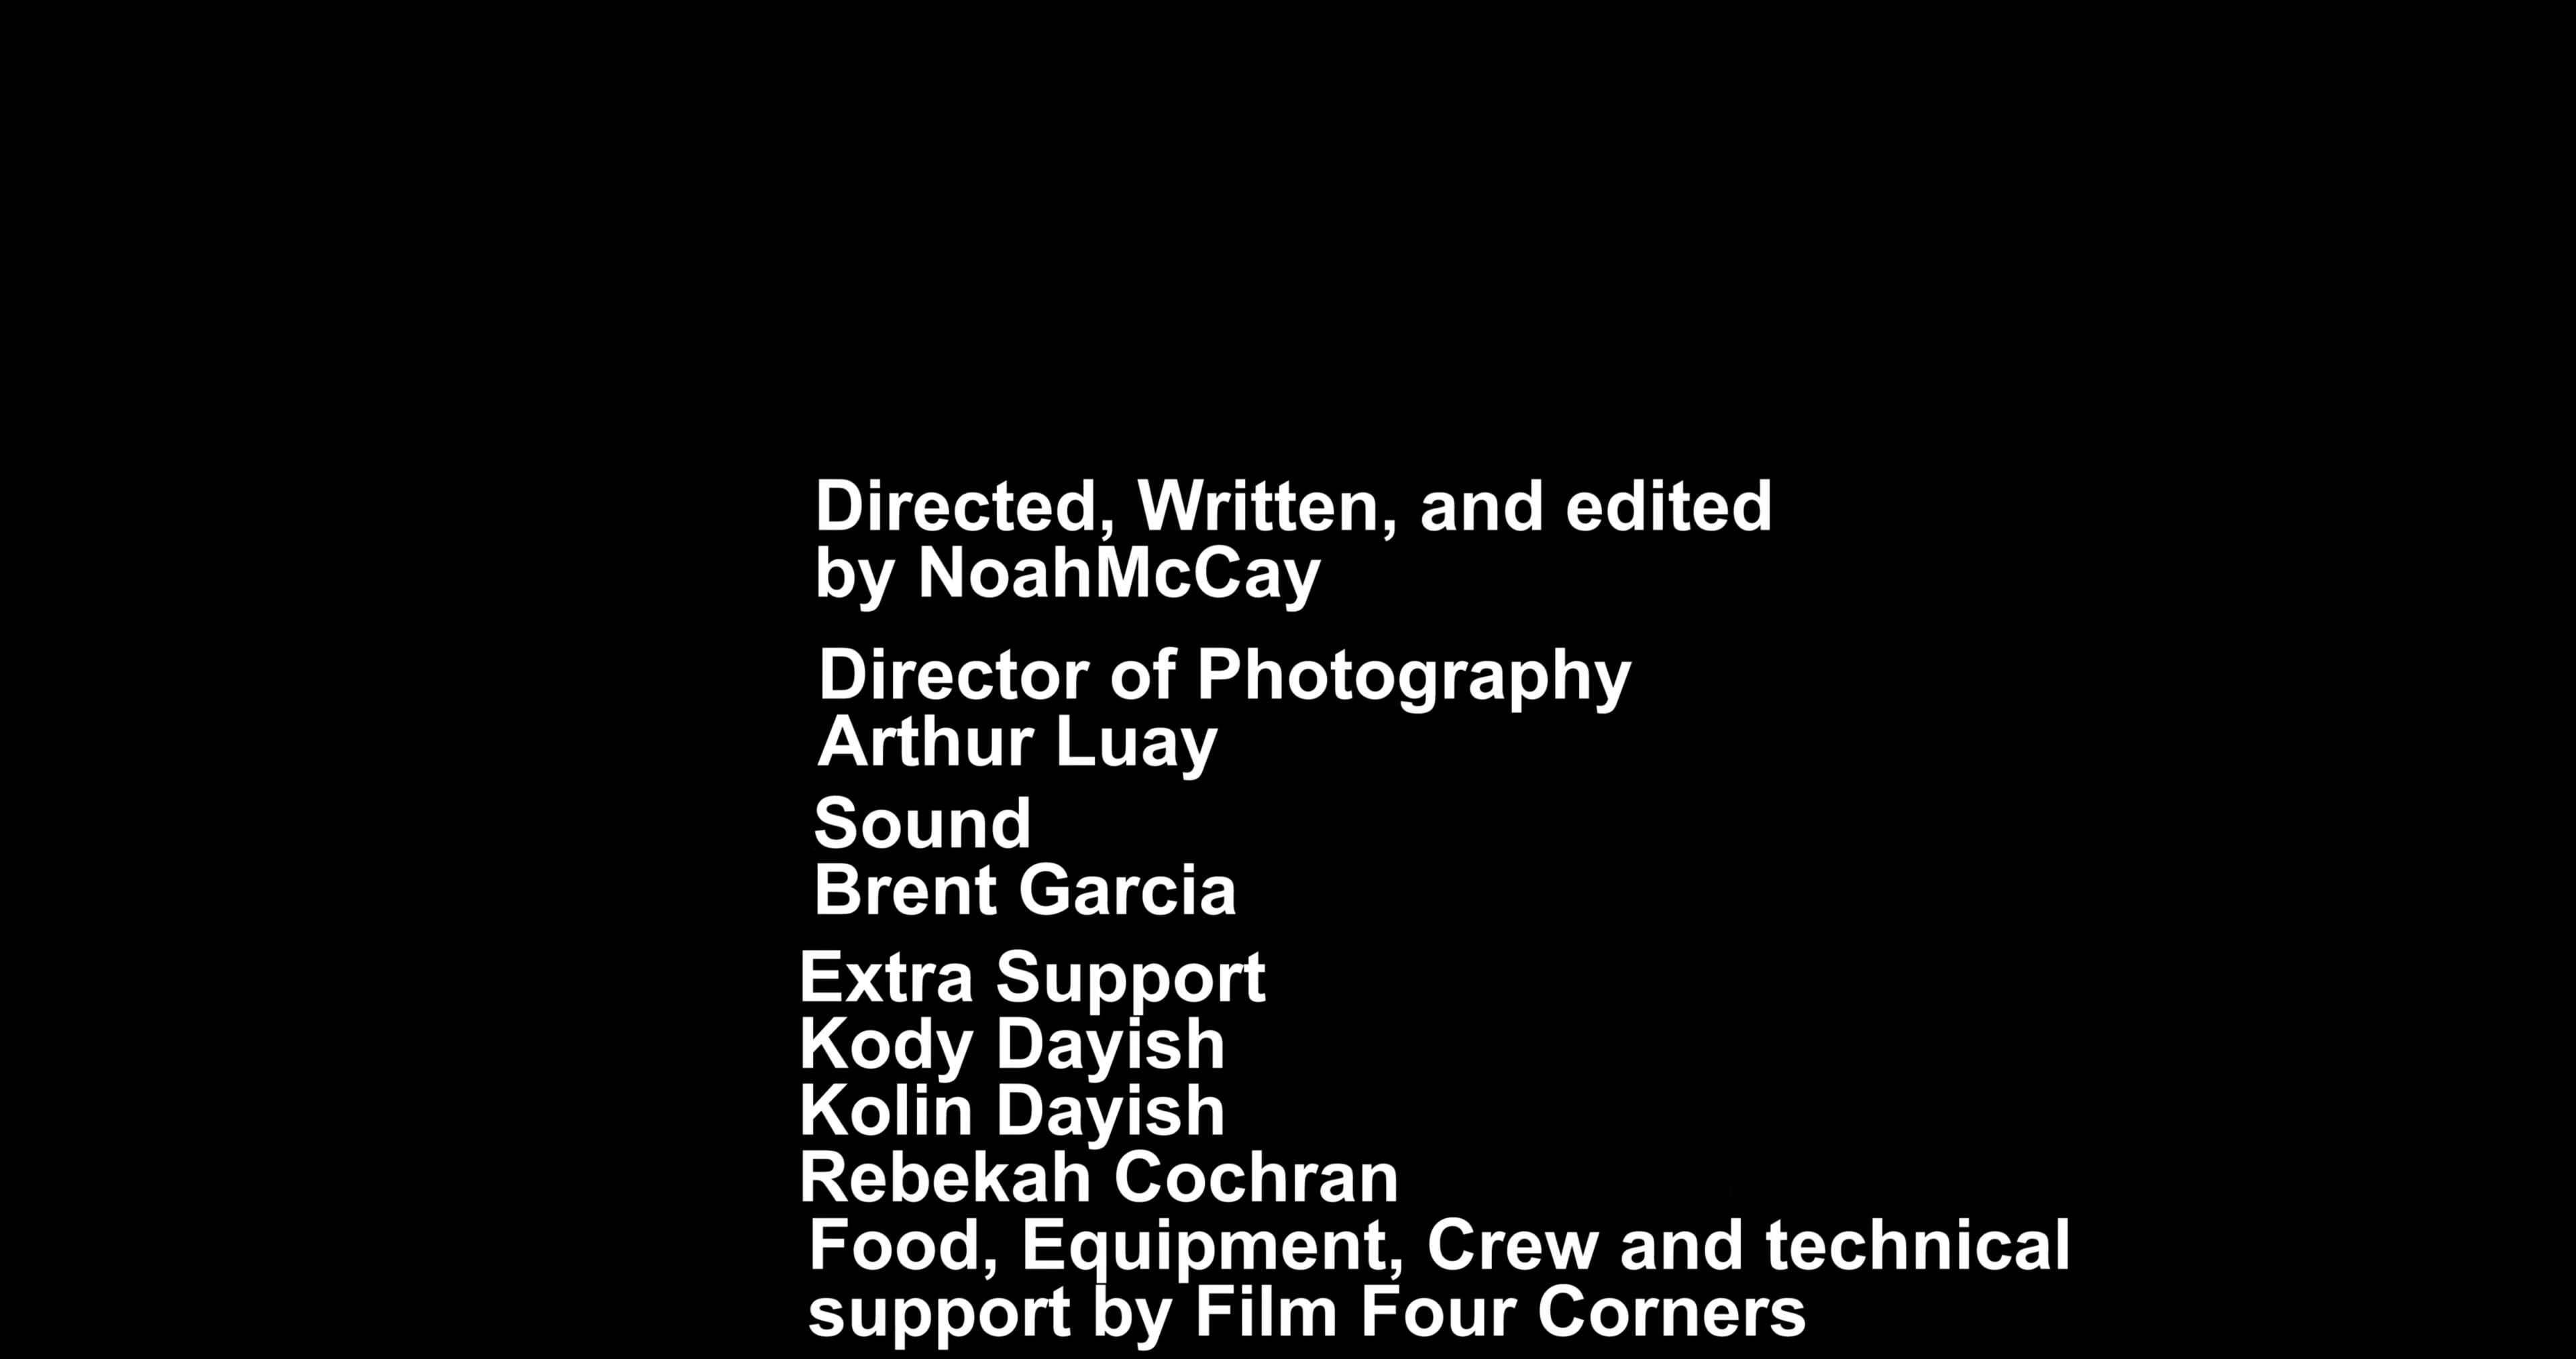 Directed, Written, and edited
by NoahMcCay
Director of Photography
Arthur Luay
Sound
Brent Garcia
Extra Support
Kody Dayish
Kolin Dayish
Rebekah Cochran
Food, Equipment, Crew and technical
support by Film Four Corners